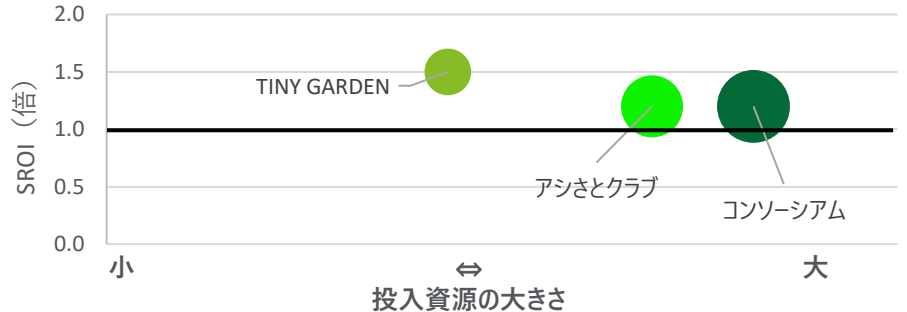 2.0
1.5
1.0
0.5
0.0
SROI（倍）
TINY GARDEN
アシさとクラブ
コンソーシアム
小 ⇔ 大
投入資源の大きさ